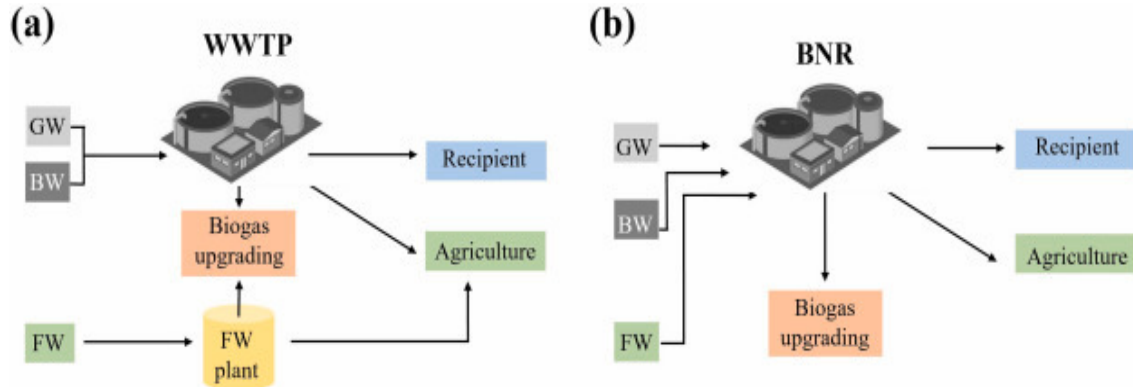 (a)
WWTP
GW
BW
Recipient
Biogas
upgrading
Agriculture
FW
FW
plant
(b)
BNR
GW
Recipient
BW
Agriculture
Biogas
upgrading
FW